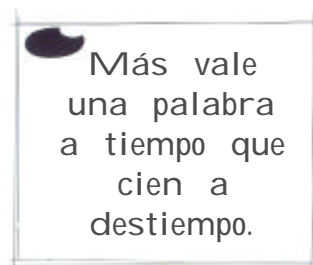 Más vale
una palabra
a tiempo que
cien a
destiempo.